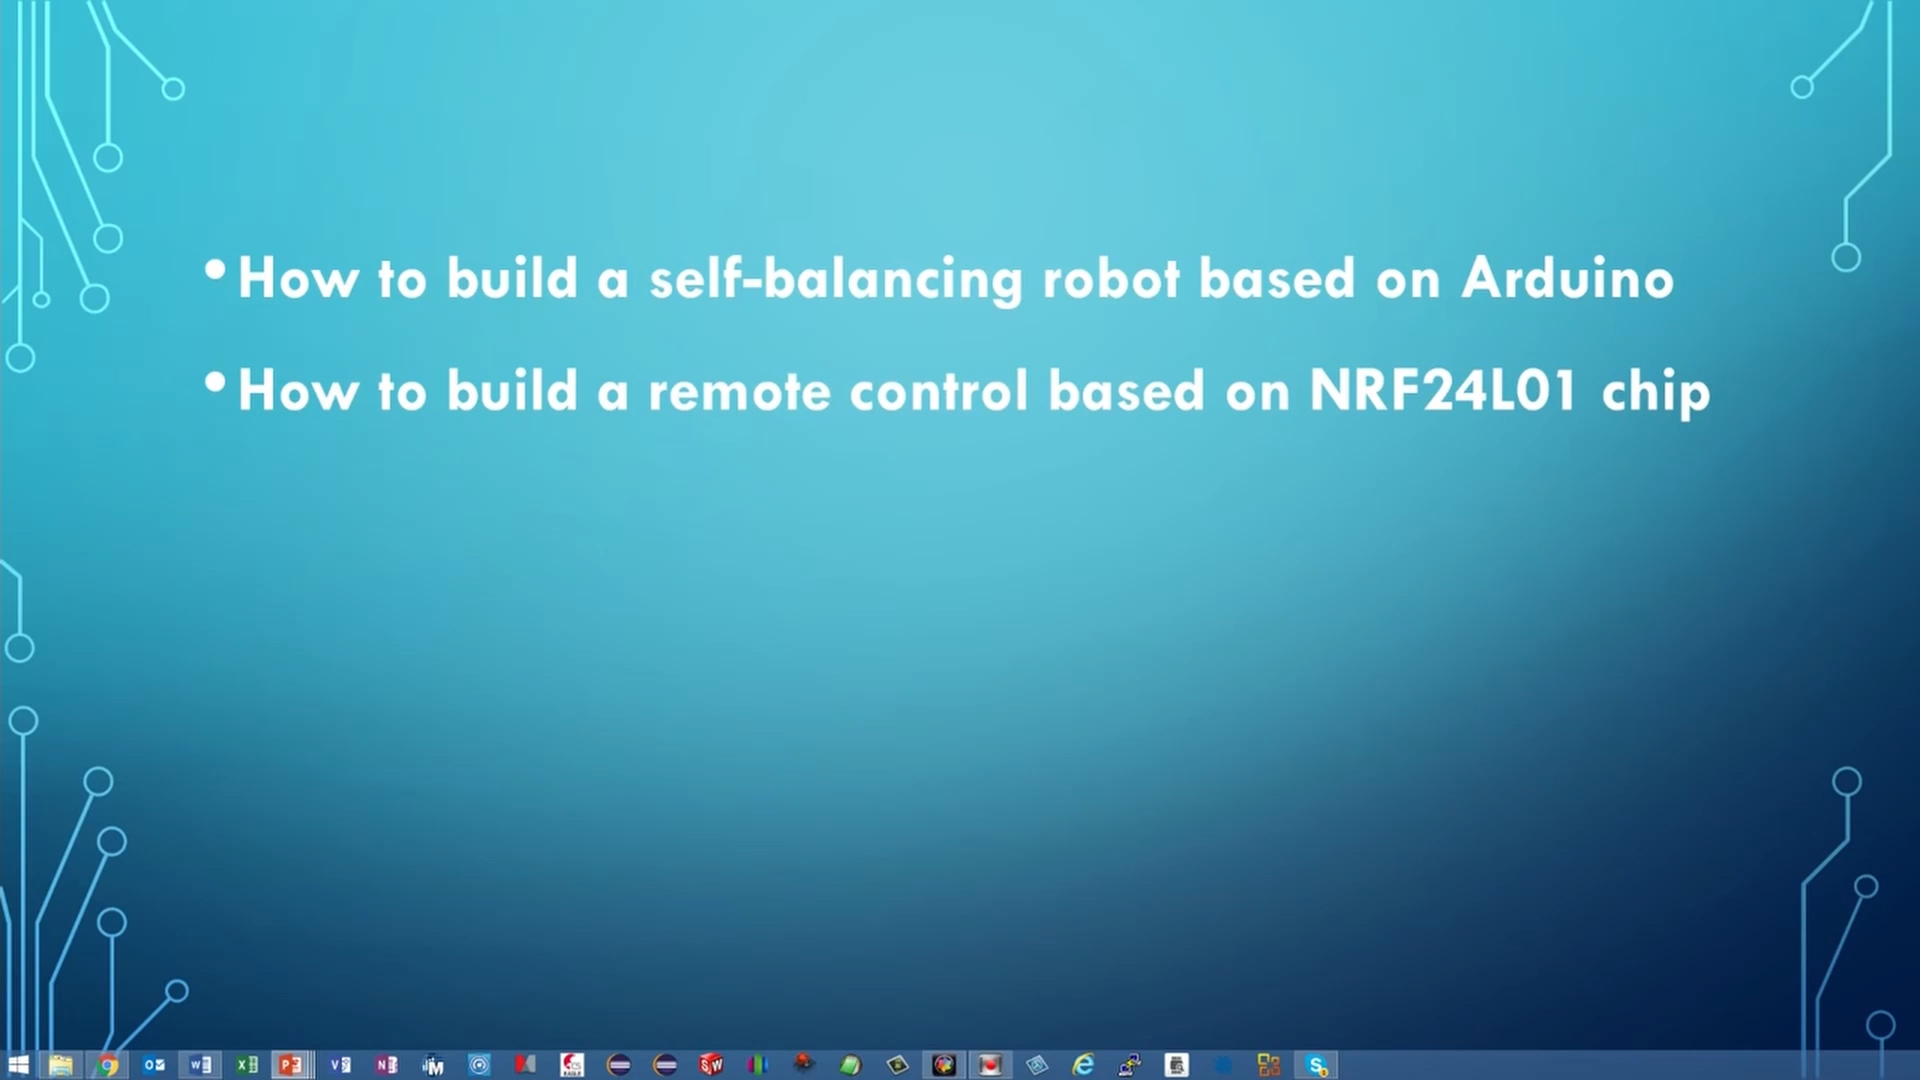 • How to build a self-balancing robot based on Arduino
• How to build a remote control based on NRF24L01 chip